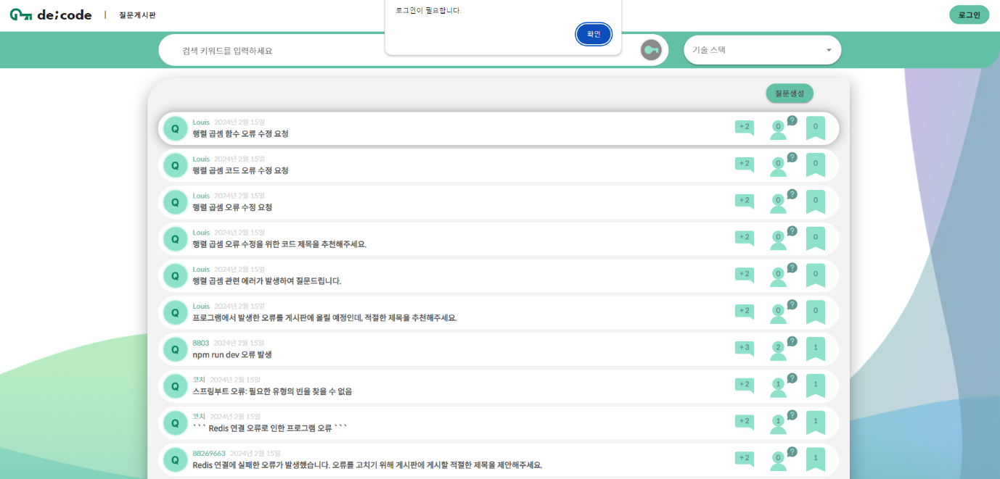 de;code | 질문게시판
로그인이 필요합니다.
확인
로그인
검색 키워드를 입력하세요
기술 스택
질문생성
Q Louis 2024년 2월 15일
행렬 곱셈 함수 오류 수정 요청
+2 0 ? 0
Q Louis 2024년 2월 15일
행렬 곱셈 코드 오류 수정 요청
+2 0 ? 0
Q Louis 2024년 2월 15일
행렬 곱셈 오류 수정 요청
+2 0 ? 0
Q Louis 2024년 2월 15일
행렬 곱셈 오류 수정을 위한 코드 제목을 추천해주세요.
+2 0 ? 0
Q Louis 2024년 2월 15일
행렬 곱셈 관련 에러가 발생하여 질문드립니다.
+2 0 ? 0
Q Louis 2024년 2월 15일
프로그램에서 발생한 오류를 게시판에 올릴 예정인데, 적절한 제목을 추천해주세요.
+2 0 ? 0
Q 8803 2024년 2월 15일
npm run dev 오류 발생
+3 2 ? 1
Q 코치 2024년 2월 15일
스프링부트 오류: 필요한 유형의 빈을 찾을 수 없음
+2 1 ? 1
Q 코치 2024년 2월 15일
``` Redis 연결 오류로 인한 프로그램 오류 ```
+2 1 ? 1
Q 88269663 2024년 2월 15일
Redis 연결에 실패한 오류가 발생했습니다. 오류를 고치기 위해 게시판에 게시할 적절한 제목을 제안해주세요.
+2 0 ? 1